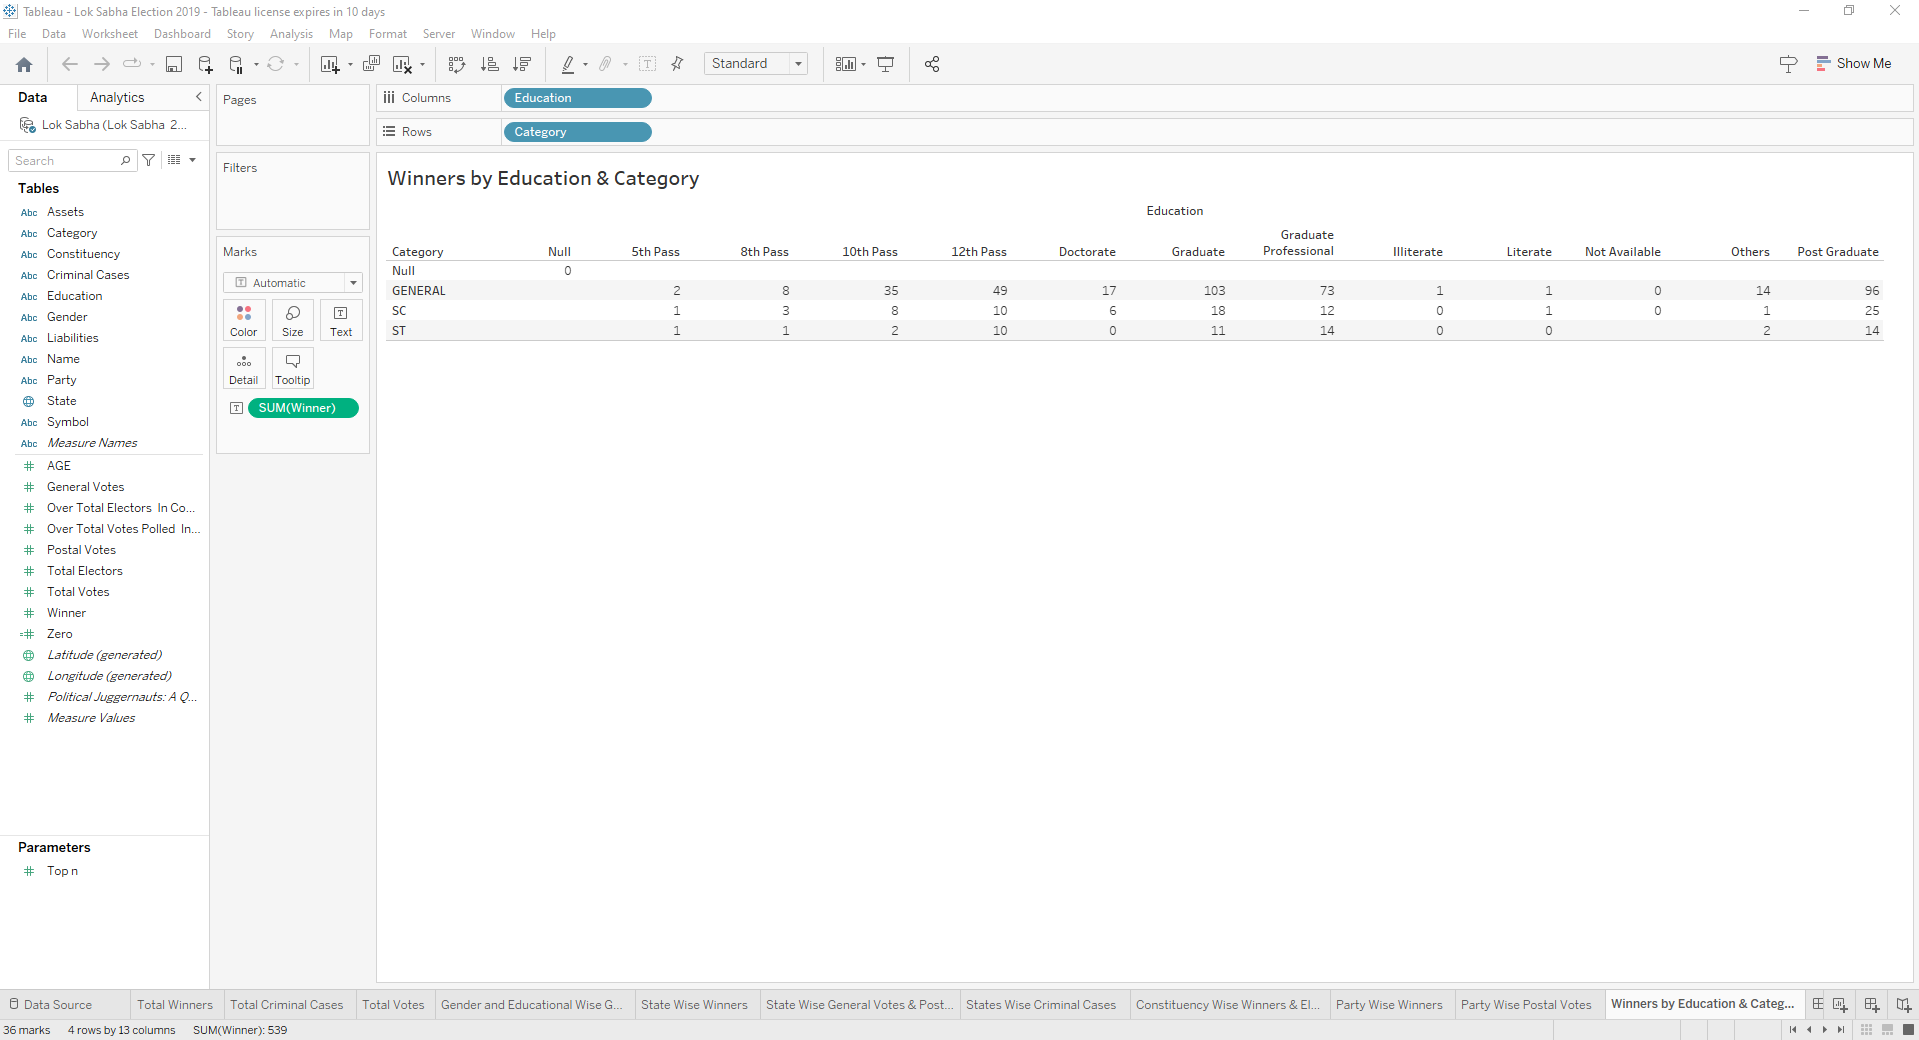 Tableau - Lok Sabha Election 2019 - Tableau license expires in 10 days
File Data Worksheet Dashboard Story Analysis Map Format Server Window Help
Standard
Show Me
Data Analytics
Lok Sabha (Lok Sabha 2...
Search
Tables
Abc Assets
Abc Category
Abc Constituency
Abc Criminal Cases
Abc Education
Abc Gender
Abc Liabilities
Abc Name
Abc Party
State
Abc Symbol
Abc Measure Names
# AGE
# General Votes
# Over Total Electors In Co...
# Over Total Votes Polled In...
# Postal Votes
# Total Electors
# Total Votes
# Winner
=# Zero
Latitude (generated)
Longitude (generated)
# Political Juggernauts: A Q...
# Measure Values
Parameters
# Top n
Pages
Filters
Marks
T Automatic
Color Size Text
Detail Tooltip
T SUM(Winner)
Columns Education
Rows Category
Winners by Education & Category
Education
Category Null 5th Pass 8th Pass 10th Pass 12th Pass Doctorate Graduate Graduate Professional Illiterate Literate Not Available Others Post Graduate
Null 0
GENERAL 2 8 35 49 17 103 73 1 1 0 14 96
SC 1 3 8 10 6 18 12 0 1 0 1 25
ST 1 1 2 10 0 11 14 0 0 2 14
Data Source Total Winners Total Criminal Cases Total Votes Gender and Educational Wise G... State Wise Winners State Wise General Votes & Post... States Wise Criminal Cases Constituency Wise Winners & El... Party Wise Winners Party Wise Postal Votes Winners by Education & Categ...
36 marks 4 rows by 13 columns SUM(Winner): 539